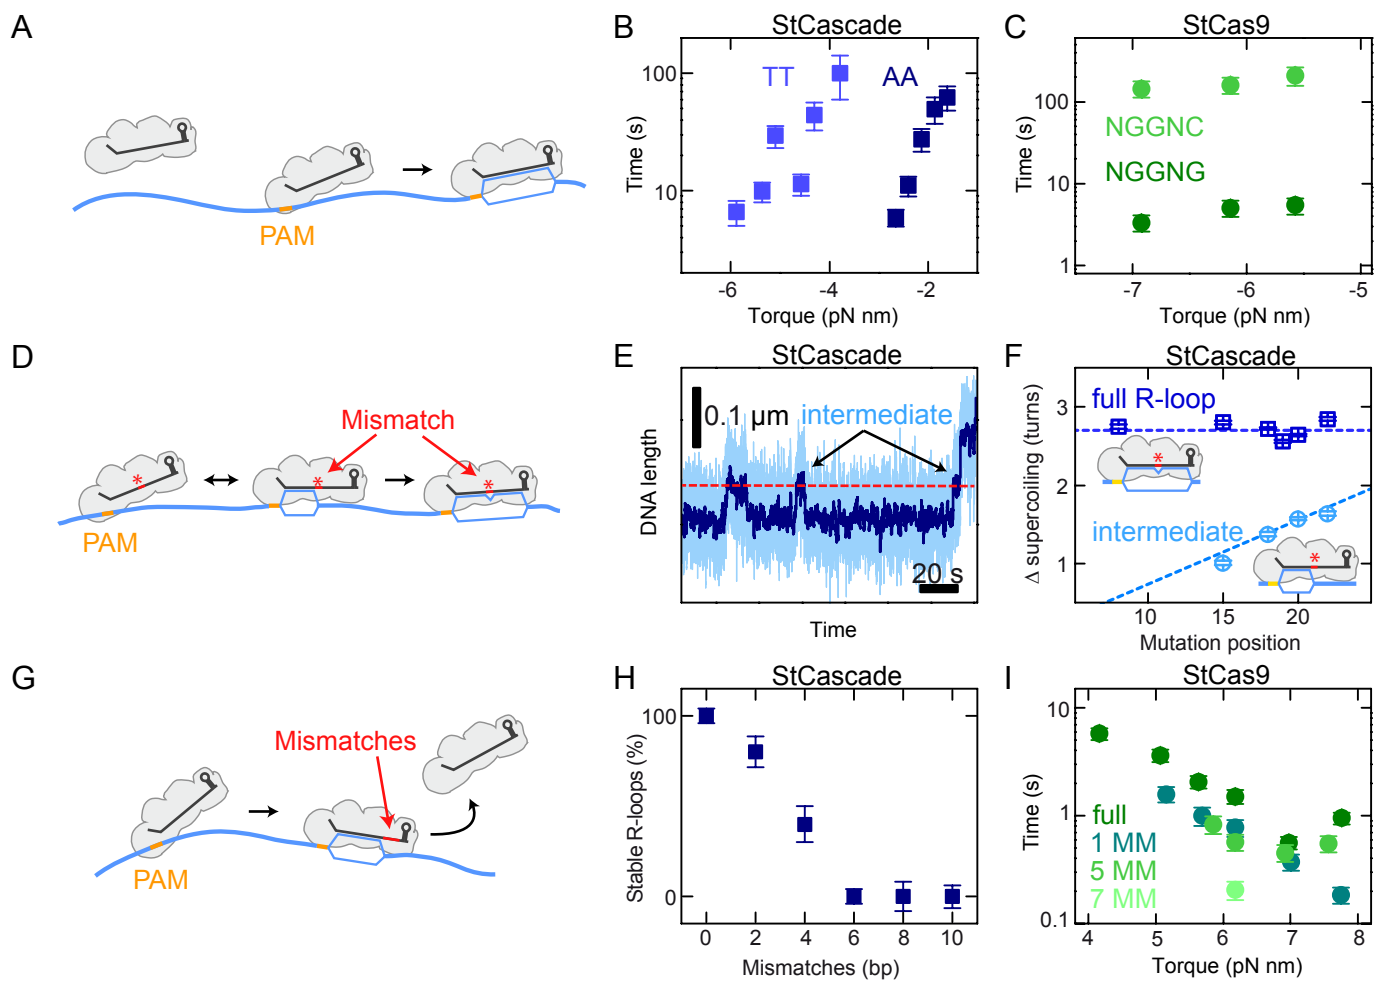 A
PAM
B
StCascade
TT
AA
Time (s)
100
10
-6
-4
-2
Torque (pN nm)
C
StCas9
NGGNC
NGGNG
Time (s)
100
10
1
-7
-6
-5
Torque (pN nm)
D
Mismatch
*
*
*
PAM
E
StCascade
0.1 µm
intermediate
DNA length
20 s
Time
F
StCascade
full R-loop
*
intermediate
*
Δ supercoiling (turns)
3
2
1
10
15
20
Mutation position
G
Mismatches
PAM
H
StCascade
Stable R-loops (%)
100
0
0
2
4
6
8
10
Mismatches (bp)
I
StCas9
full
1 MM
5 MM
7 MM
Time (s)
10
1
0.1
4
5
6
7
8
Torque (pN nm)